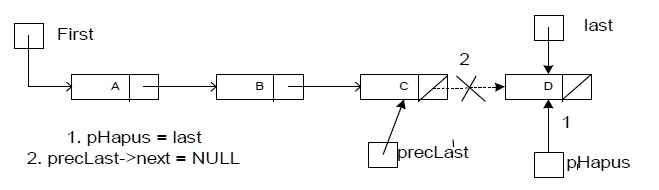 First
last
2
A
B
C
D
1
1. pHapus = last
2. precLast->next = NULL
precLast
pHapus